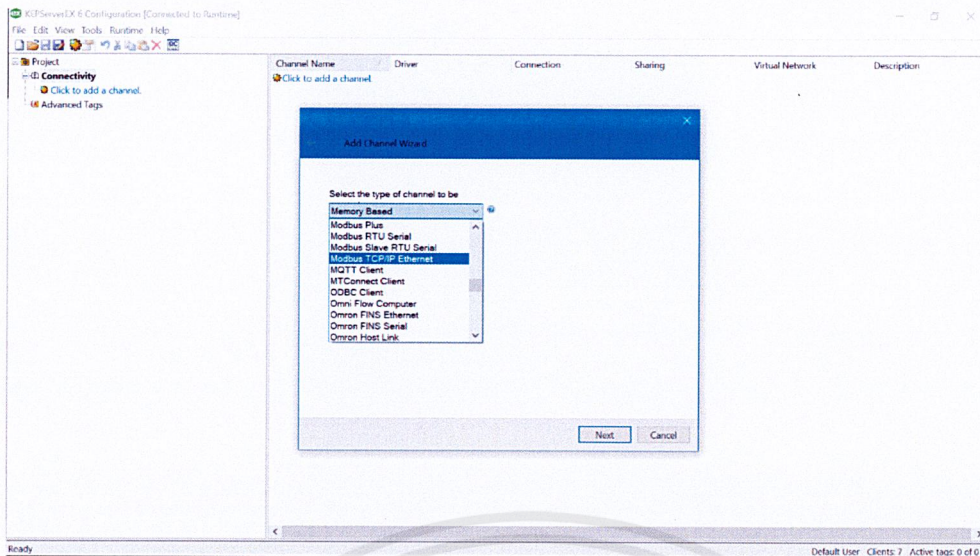 KEPServerEX 6 Configuration [Connected to Runtime]
File Edit View Tools Runtime Help
Project
Connectivity
Click to add a channel.
Advanced Tags
Channel Name Driver Connection Sharing Virtual Network Description
Click to add a channel.
Add Channel Wizard
Select the type of channel to be
Memory Based
Modbus Plus
Modbus RTU Serial
Modbus Slave RTU Serial
Modbus TCP/IP Ethernet
MQTT Client
MTConnect Client
ODBC Client
Omni Flow Computer
Omron FINS Ethernet
Omron FINS Serial
Omron Host Link
Next Cancel
Ready Default User Clients: 7 Active tags: 0 of 0